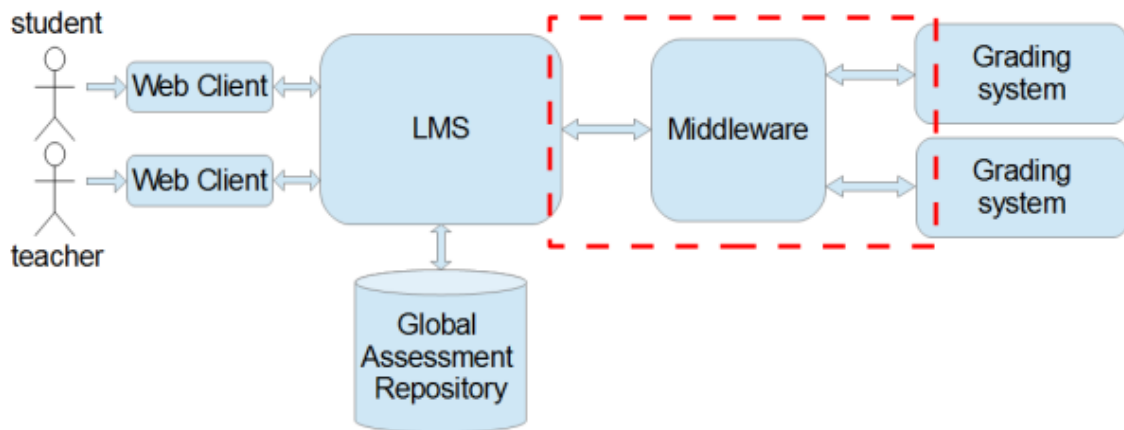 student
Web Client
LMS
Middleware
Grading
system
Web Client
Grading
system
teacher
Global
Assessment
Repository